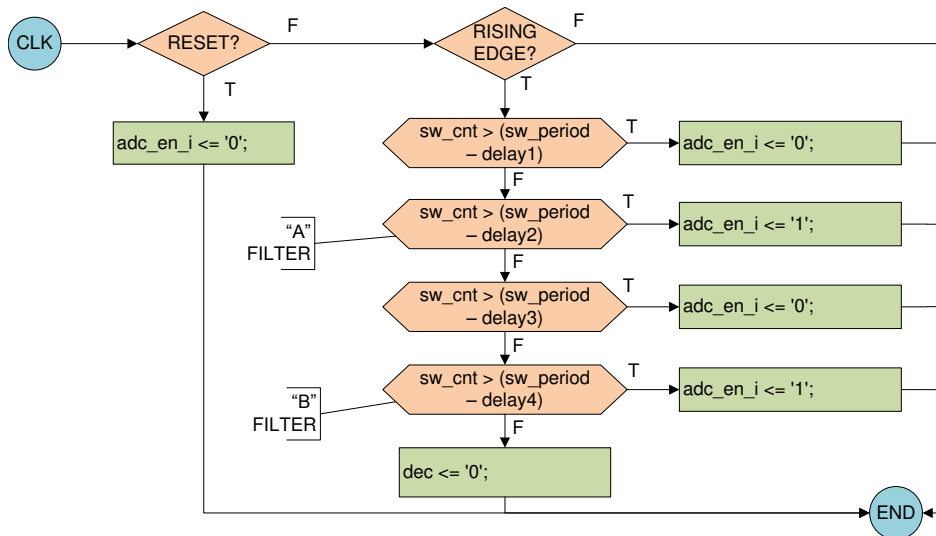 CLK
RESET?
F
RISING
EDGE?
F
T
T
adc_en_i <= '0';
sw_cnt > (sw_period
– delay1)
T
adc_en_i <= '0';
F
“A”
FILTER
sw_cnt > (sw_period
– delay2)
T
adc_en_i <= '1';
F
sw_cnt > (sw_period
– delay3)
T
adc_en_i <= '0';
F
“B”
FILTER
sw_cnt > (sw_period
– delay4)
T
adc_en_i <= '1';
F
dec <= '0';
END